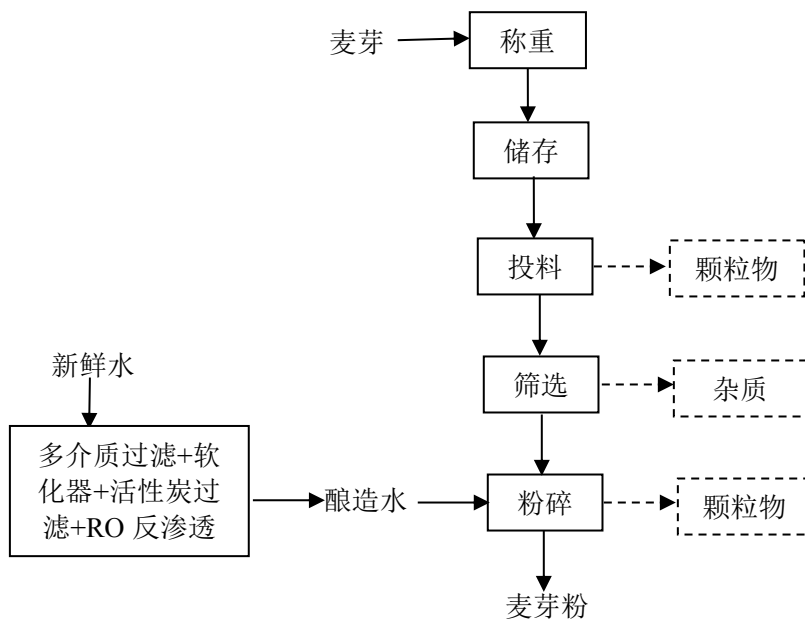 麦芽
称重
储存
投料
颗粒物
筛选
杂质
新鲜水
多介质过滤+软
化器+活性炭过
滤+RO 反渗透
酿造水
粉碎
颗粒物
麦芽粉